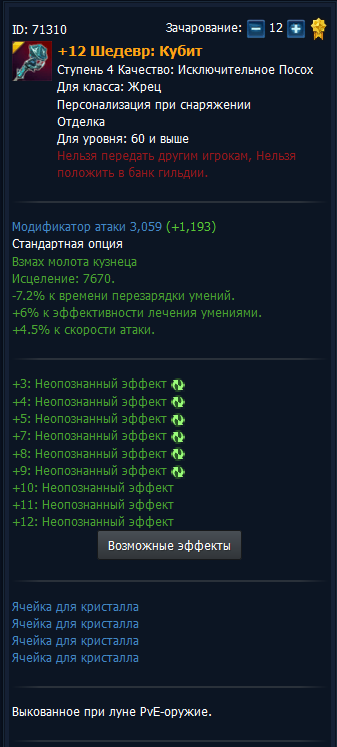 ID: 71310 Зачарование: 12
+12 Шедевр: Кубит
Ступень 4 Качество: Исключительное Посох
Для класса: Жрец
Персонализация при снаряжении
Отделка
Для уровня: 60 и выше
Нельзя передать другим игрокам, Нельзя
положить в банк гильдии.
Модификатор атаки 3,059 (+1,193)
Стандартная опция
Взмах молота кузнеца
Исцеление: 7670.
-7.2% к времени перезарядки умений.
+6% к эффективности лечения умениями.
+4.5% к скорости атаки.
+3: Неопознанный эффект
+4: Неопознанный эффект
+5: Неопознанный эффект
+7: Неопознанный эффект
+8: Неопознанный эффект
+9: Неопознанный эффект
+10: Неопознанный эффект
+11: Неопознанный эффект
+12: Неопознанный эффект
Возможные эффекты
Ячейка для кристалла
Ячейка для кристалла
Ячейка для кристалла
Ячейка для кристалла
Выкованное при луне PvE-оружие.